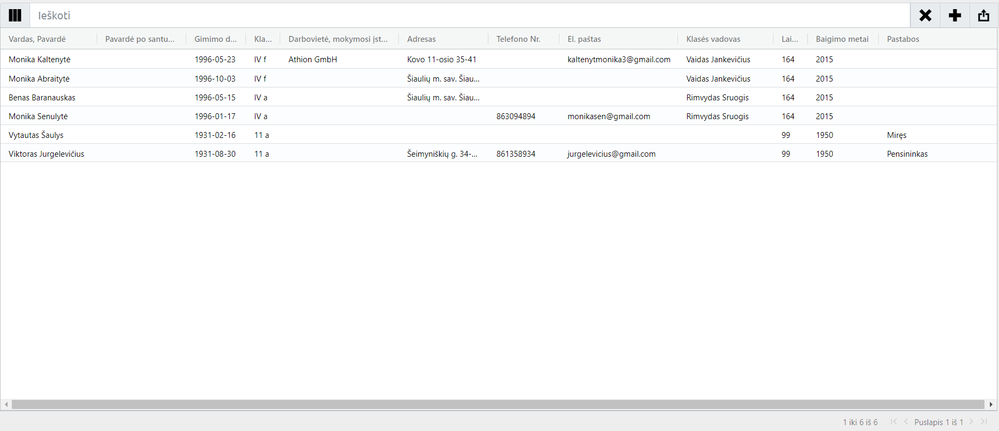 Ieškoti
Vardas, Pavardė Pavardė po santu... Gimimo d... Kla... Darbovietė, mokymosi įst... Adresas Telefono Nr. El. paštas Klasės vadovas Lai... Baigimo metai Pastabos
Monika Kaltenytė 1996-05-23 IV f Athion GmbH Kovo 11-osio 35-41 kaltenytmonika3@gmail.com Vaidas Jankevičius 164 2015
Monika Abraitytė 1996-10-03 IV f Šiaulių m. sav. Šiau... Vaidas Jankevičius 164 2015
Benas Baranauskas 1996-05-15 IV a Šiaulių m. sav. Šiau... Rimvydas Sruogis 164 2015
Monika Senulytė 1996-01-17 IV a 863094894 monikasen@gmail.com Rimvydas Sruogis 164 2015
Vytautas Šaulys 1931-02-16 11 a 99 1950 Miręs
Viktoras Jurgelevičius 1931-08-30 11 a Šeimyniškių g. 34-... 861358934 jurgelevicius@gmail.com 99 1950 Pensininkas
1 iki 6 iš 6 Puslapis 1 iš 1